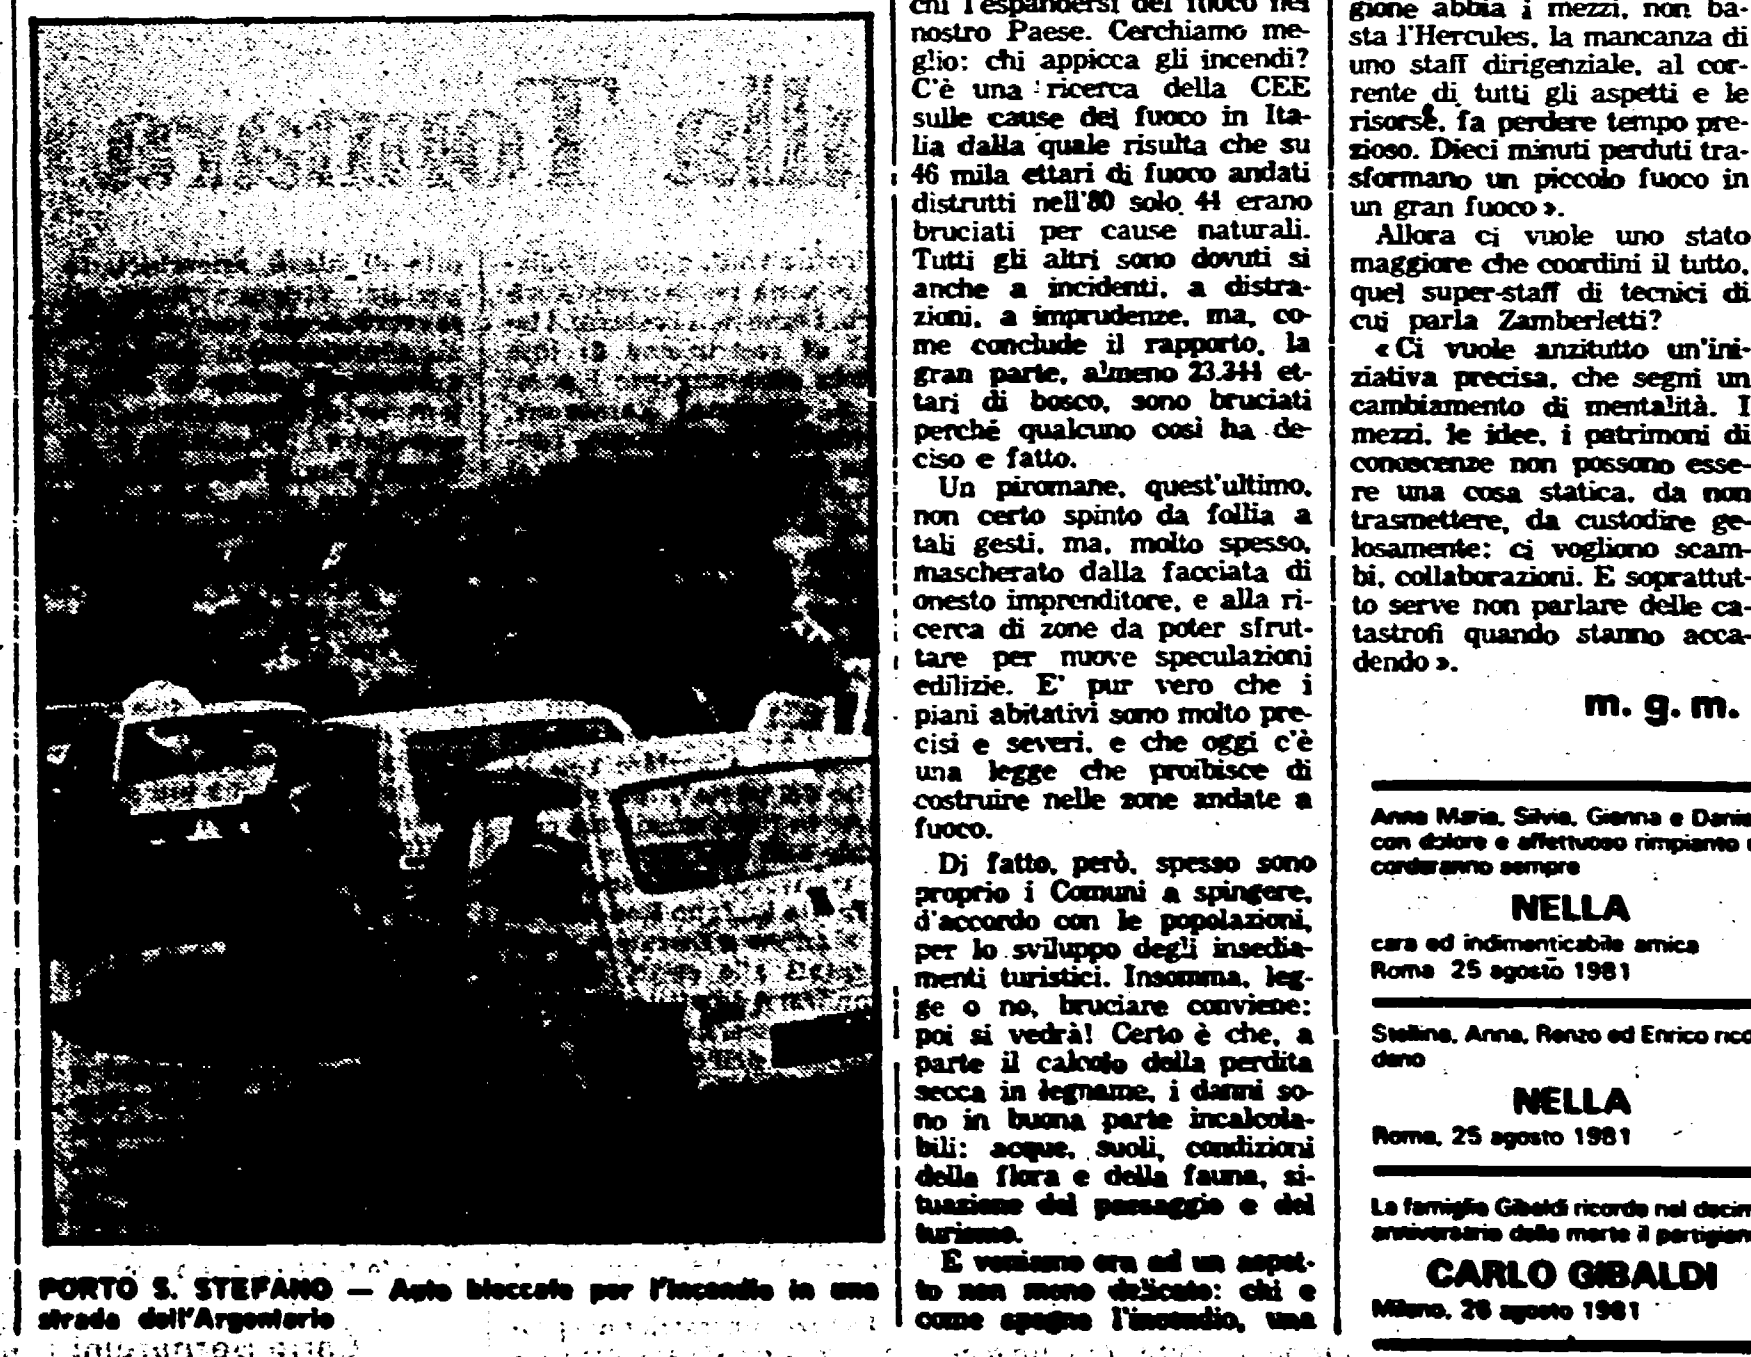 PORTO S. STEFANO — Auto bloccate per l'incendio in una
strada dell'Argentario
chi l'espandersi del fuoco nel
nostro Paese. Cerchiamo me-
glio: chi appicca gli incendi?
C'è una ricerca della CEE
sulle cause del fuoco in Ita-
lia dalla quale risulta che su
46 mila ettari di fuoco andati
distrutti nell'80 solo 44 erano
bruciati per cause naturali.
Tutti gli altri sono dovuti sì
anche a incidenti, a distra-
zioni, a imprudenze, ma, co-
me conclude il rapporto, la
gran parte, almeno 23.344 et-
tari di bosco, sono bruciati
perché qualcuno così ha de-
ciso e fatto.
Un piromane, quest'ultimo,
non certo spinto da follia a
tali gesti, ma, molto spesso,
mascherato dalla facciata di
onesto imprenditore, e alla ri-
cerca di zone da poter sfrut-
tare per nuove speculazioni
edilizie. E' pur vero che i
piani abitativi sono molto pre-
cisi e severi, e che oggi c'è
una legge che proibisce di
costruire nelle zone andate a
fuoco.
Di fatto, però, spesso sono
proprio i Comuni a spingere,
d'accordo con le popolazioni,
per lo sviluppo degli insedia-
menti turistici. Insomma, leg-
ge o no, bruciare conviene:
poi si vedrà! Certo è che, a
parte il calcolo della perdita
secca in legname, i danni so-
no in buona parte incalcola-
bili: acque, suoli, condizioni
della flora e della fauna, si-
tuazione del paesaggio e del
turismo.
E veniamo ora ad un aspet-
to non meno delicato: chi e
come spegne l'incendio, una
gione abbia i mezzi, non ba-
sta l'Hercules, la mancanza di
uno staff dirigenziale, al cor-
rente di tutti gli aspetti e le
risorse, fa perdere tempo pre-
zioso. Dieci minuti perduti tra-
sformano un piccolo fuoco in
un gran fuoco».
Allora ci vuole uno stato
maggiore che coordini il tutto,
quel super-staff di tecnici di
cui parla Zamberletti?
«Ci vuole anzitutto un'ini-
ziativa precisa, che segni un
cambiamento di mentalità. I
mezzi, le idee, i patrimoni di
conoscenze non possono esse-
re una cosa statica, da non
trasmettere, da custodire ge-
losamente: ci vogliono scam-
bi, collaborazioni. E soprattut-
to serve non parlare delle ca-
tastrofi quando stanno acca-
dendo».
m. g. m.
Anna Maria, Silvia, Gianna e Danie
con dolore e affettuoso rimpianto
corderanno sempre
NELLA
cara ed indimenticabile amica
Roma 25 agosto 1981
Stellina, Anna, Renzo ed Enrico rico
dano
NELLA
Roma, 25 agosto 1981
La famiglia Gibaldi ricorda nel decim
anniversario della morte il partigian
CARLO GIBALDI
Milano, 26 agosto 1981